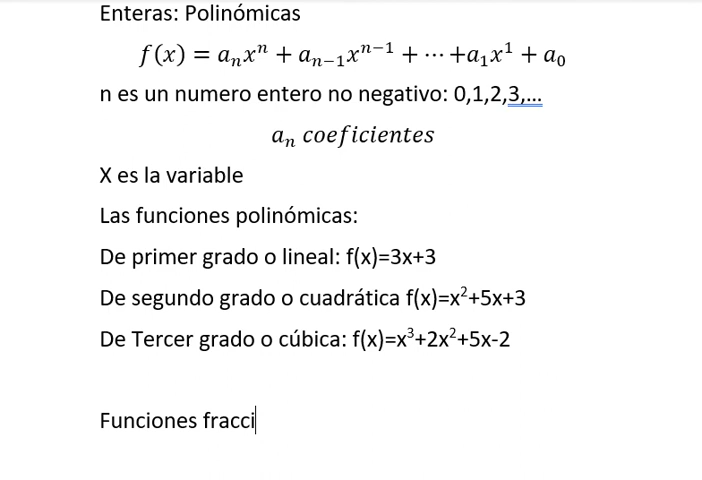 Enteras: Polinómicas
f(x) = aₙxⁿ + aₙ₋₁xⁿ⁻¹ + ⋯ +a₁x¹ + a₀
n es un numero entero no negativo: 0,1,2,3,...
aₙ coeficientes
X es la variable
Las funciones polinómicas:
De primer grado o lineal: f(x)=3x+3
De segundo grado o cuadrática f(x)=x²+5x+3
De Tercer grado o cúbica: f(x)=x³+2x²+5x-2
Funciones fracci